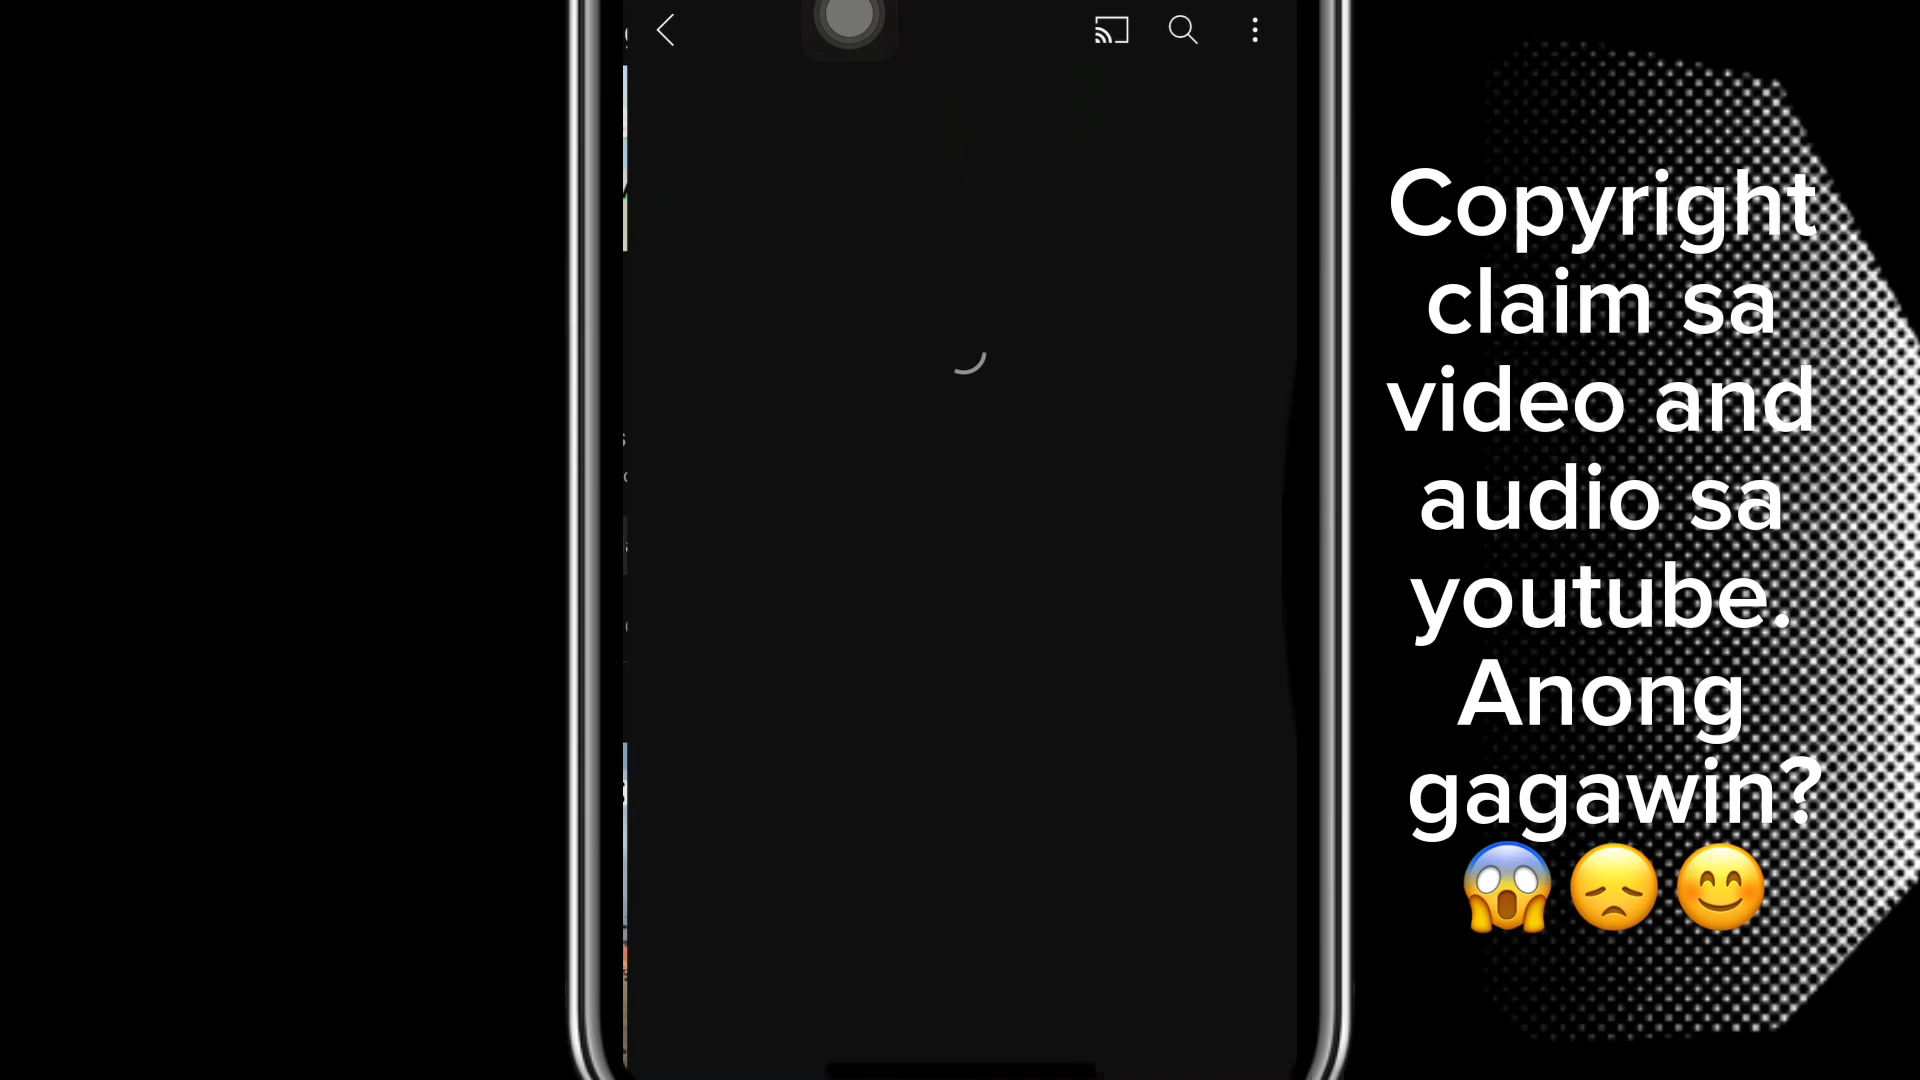 Copyright
claim sa
video and
audio sa
youtube.
Anong
gagawin?
😱😞😊